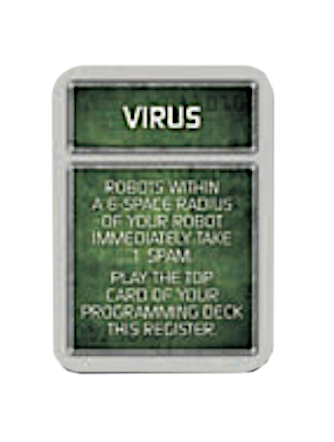 VIRUS
ROBOTS WITHIN
A 6-SPACE RADIUS
OF YOUR ROBOT
IMMEDIATELY TAKE
1 SPAM.
PLAY THE TOP
CARD OF YOUR
PROGRAMMING DECK
THIS REGISTER.